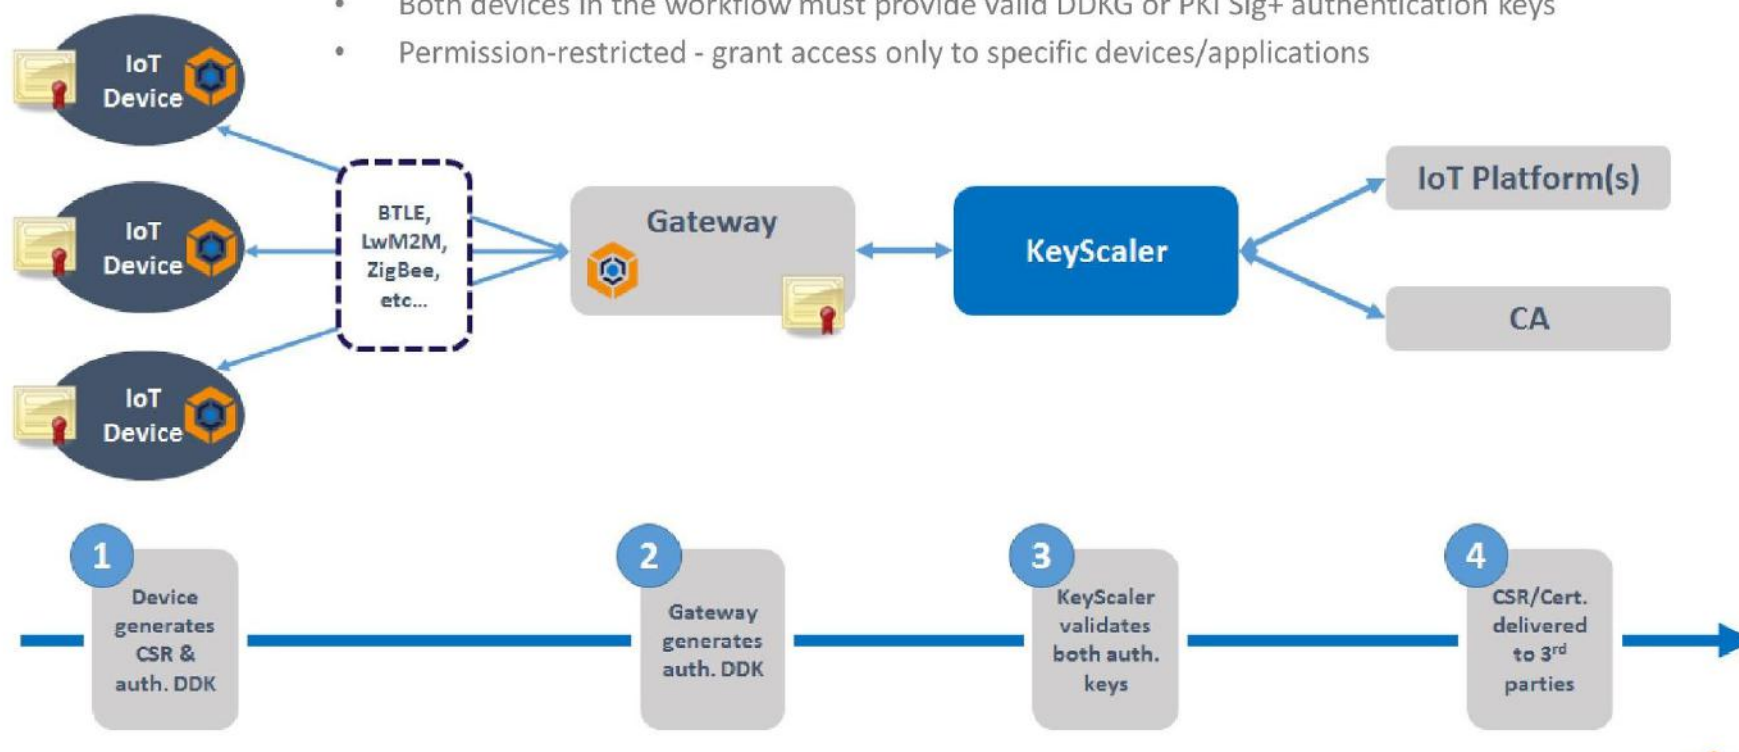 • Both devices in the workflow must provide valid DDKG or PKI Sig+ authentication keys
• Permission-restricted - grant access only to specific devices/applications
IoT
Device
IoT
Device
IoT
Device
BTLE,
LwM2M,
ZigBee,
etc...
Gateway
KeyScaler
IoT Platform(s)
CA
1
Device
generates
CSR &
auth. DDK
2
Gateway
generates
auth. DDK
3
KeyScaler
validates
both auth.
keys
4
CSR/Cert.
delivered
to 3rd
parties